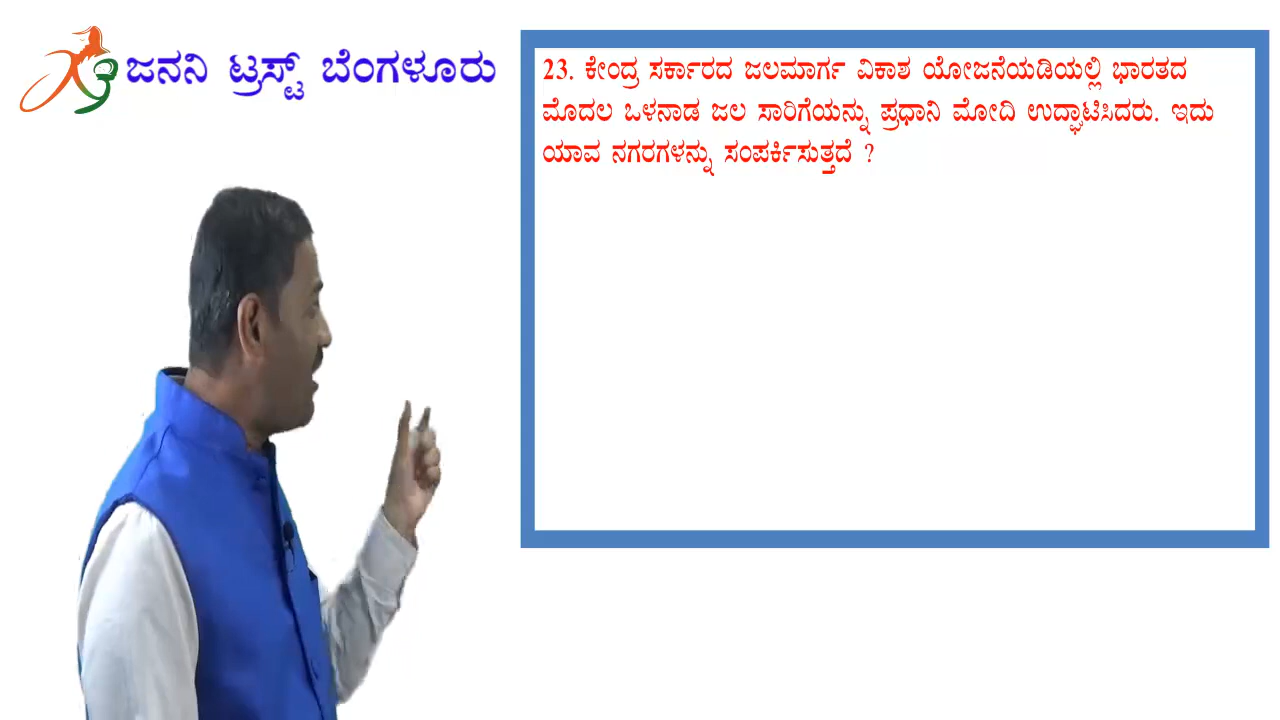 ಜನನಿ ಟ್ರಸ್ಟ್ ಬೆಂಗಳೂರು
23. ಕೇಂದ್ರ ಸರ್ಕಾರದ ಜಲಮಾರ್ಗ ವಿಕಾಶ ಯೋಜನೆಯಡಿಯಲ್ಲಿ ಭಾರತದ
ಮೊದಲ ಒಳನಾಡ ಜಲ ಸಾರಿಗೆಯನ್ನು ಪ್ರಧಾನಿ ಮೋದಿ ಉದ್ಘಾಟಿಸಿದರು. ಇದು
ಯಾವ ನಗರಗಳನ್ನು ಸಂಪರ್ಕಿಸುತ್ತದೆ ?